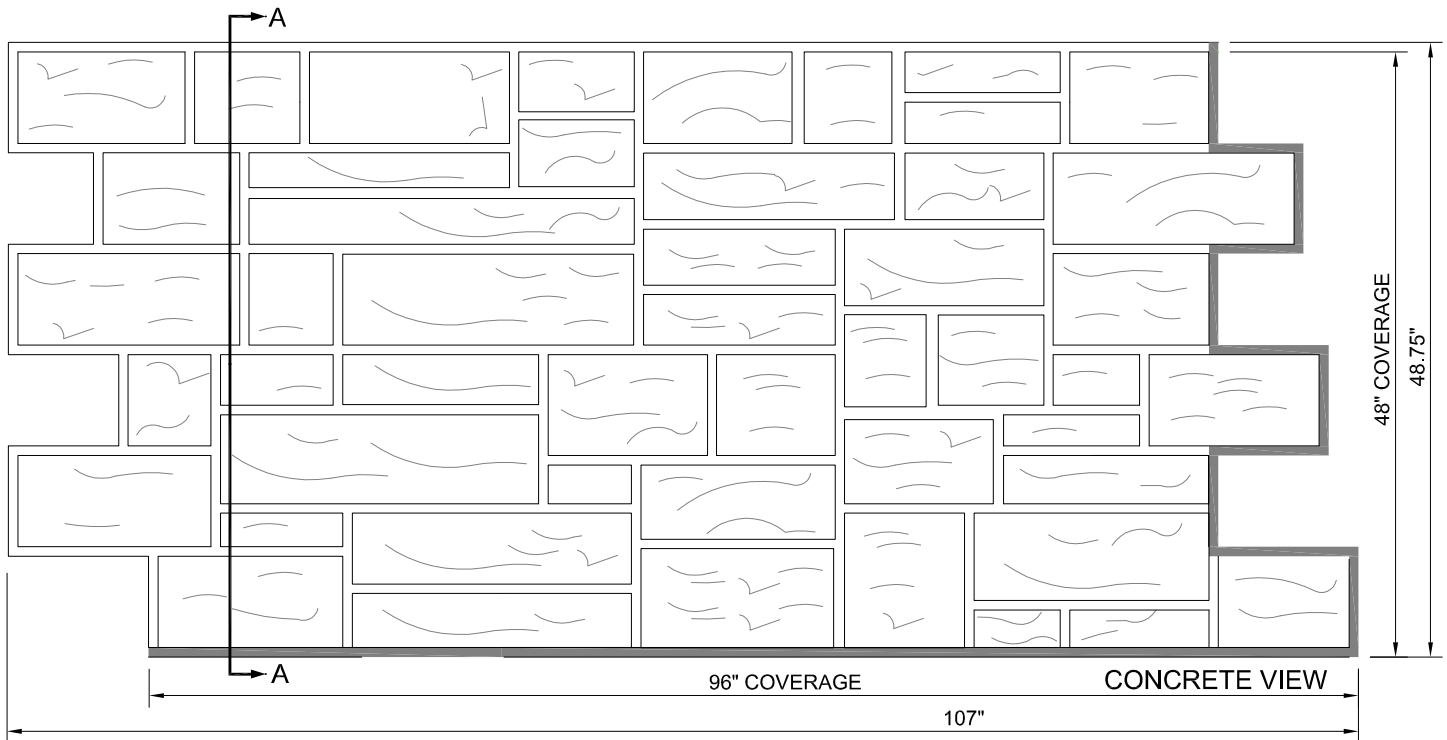 A
48" COVERAGE
48.75"
A
96" COVERAGE
CONCRETE VIEW
107"